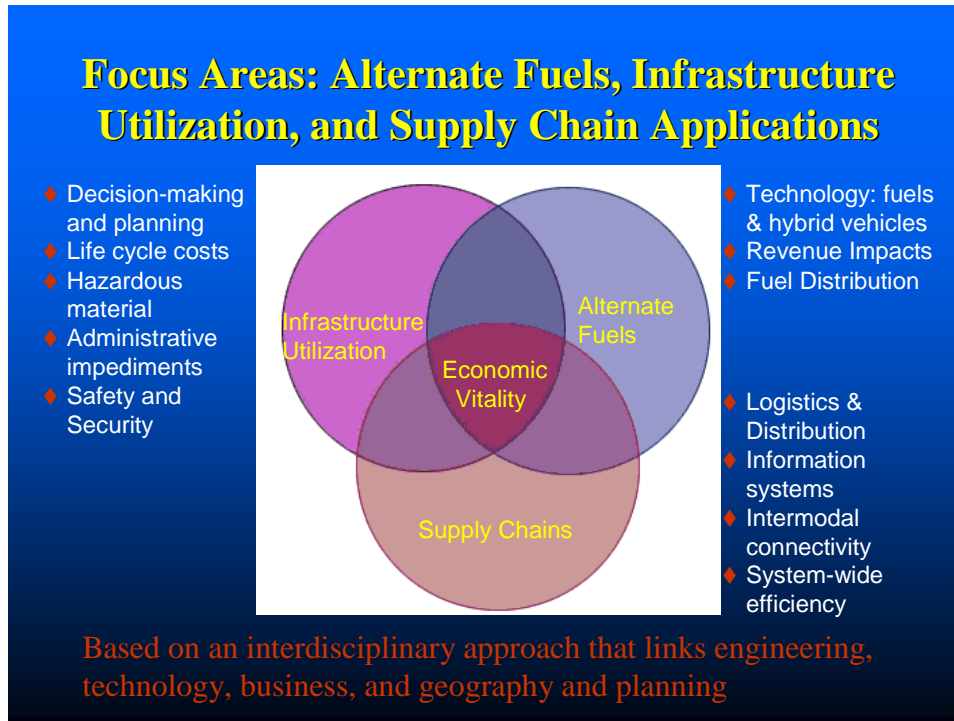 Focus Areas: Alternate Fuels, Infrastructure
Utilization, and Supply Chain Applications
♦ Decision-making
and planning
♦ Life cycle costs
♦ Hazardous
material
♦ Administrative
impediments
♦ Safety and
Security
Infrastructure
Utilization
Alternate
Fuels
Economic
Vitality
Supply Chains
♦ Technology: fuels
& hybrid vehicles
♦ Revenue Impacts
♦ Fuel Distribution
♦ Logistics &
Distribution
♦ Information
systems
♦ Intermodal
connectivity
♦ System-wide
efficiency
Based on an interdisciplinary approach that links engineering,
technology, business, and geography and planning